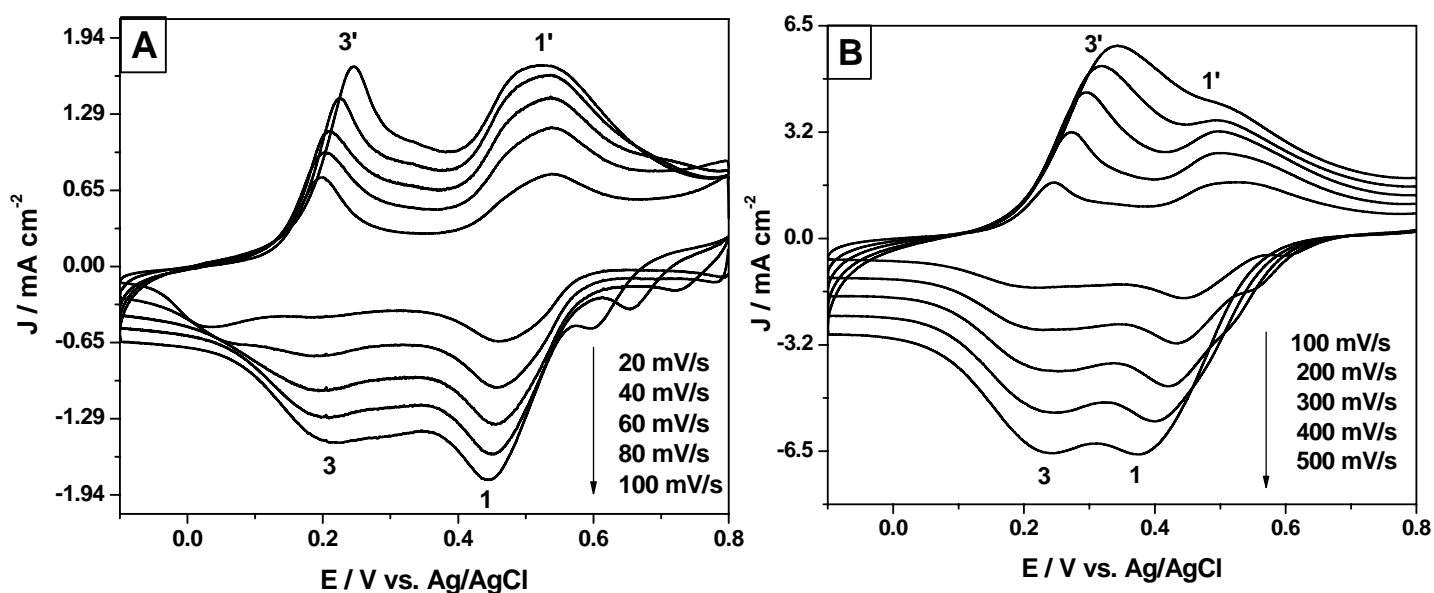 A
3'
1'
1.94
1.29
0.65
0.00
-0.65
-1.29
-1.94
J / mA cm-2
20 mV/s
40 mV/s
60 mV/s
80 mV/s
100 mV/s
3
1
0.0
0.2
0.4
0.6
0.8
E / V vs. Ag/AgCl
B
3'
1'
6.5
3.2
0.0
-3.2
-6.5
J / mA cm-2
100 mV/s
200 mV/s
300 mV/s
400 mV/s
500 mV/s
3
1
0.0
0.2
0.4
0.6
0.8
E / V vs. Ag/AgCl